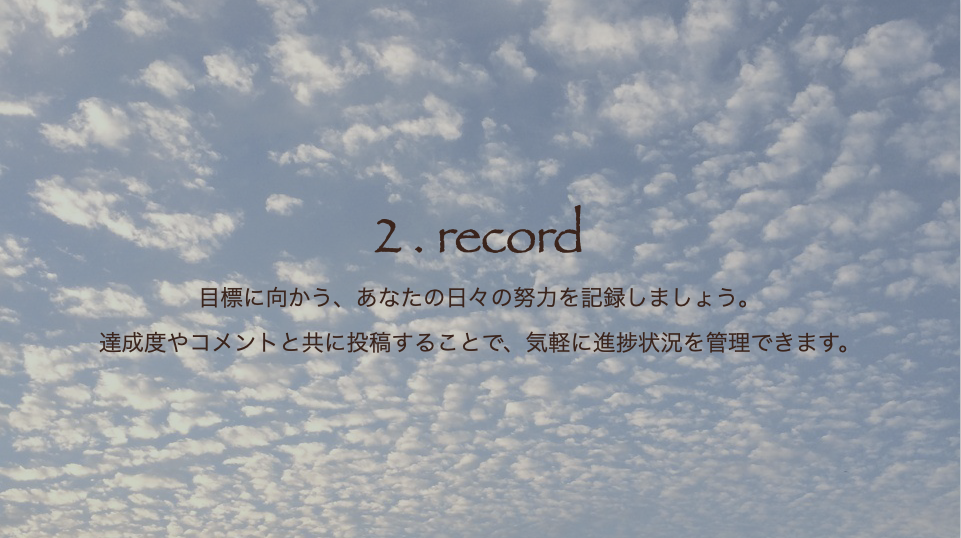 2 . record
目標に向かう、あなたの日々の努力を記録しましょう。
達成度やコメントと共に投稿することで、気軽に進捗状況を管理できます。